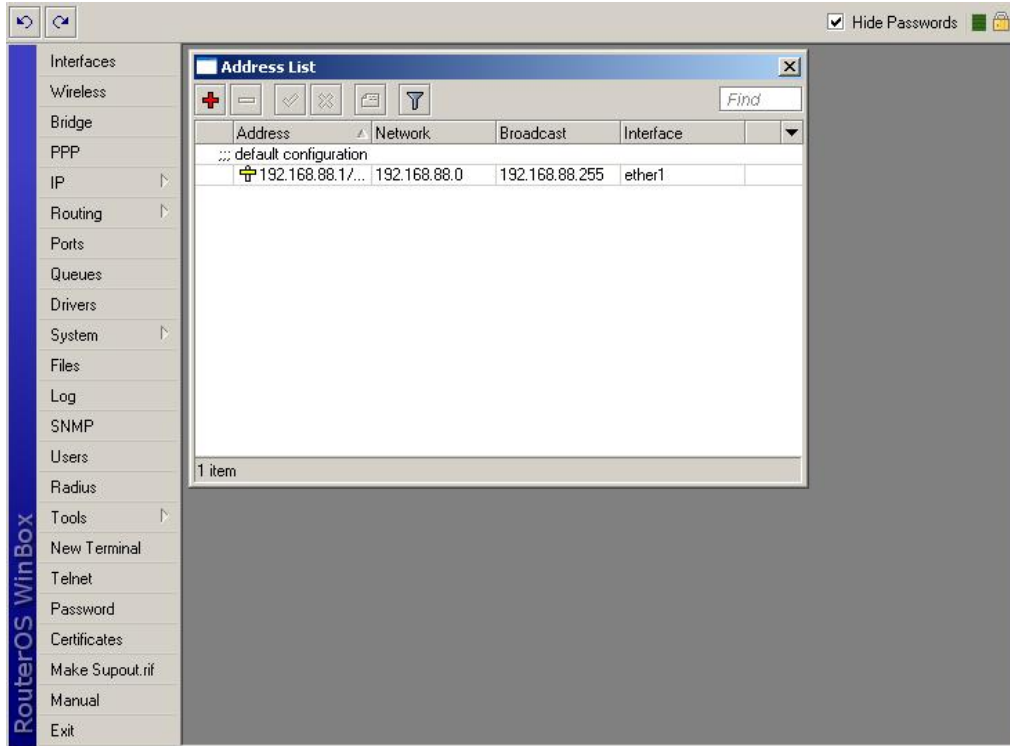 Hide Passwords
Interfaces
Wireless
Bridge
PPP
IP
Routing
Ports
Queues
Drivers
System
Files
Log
SNMP
Users
Radius
Tools
New Terminal
Telnet
Password
Certificates
Make Supout.rif
Manual
Exit
RouterOS WinBox
Address List
Find
Address Network Broadcast Interface
;;; default configuration
192.168.88.1/... 192.168.88.0 192.168.88.255 ether1
1 item